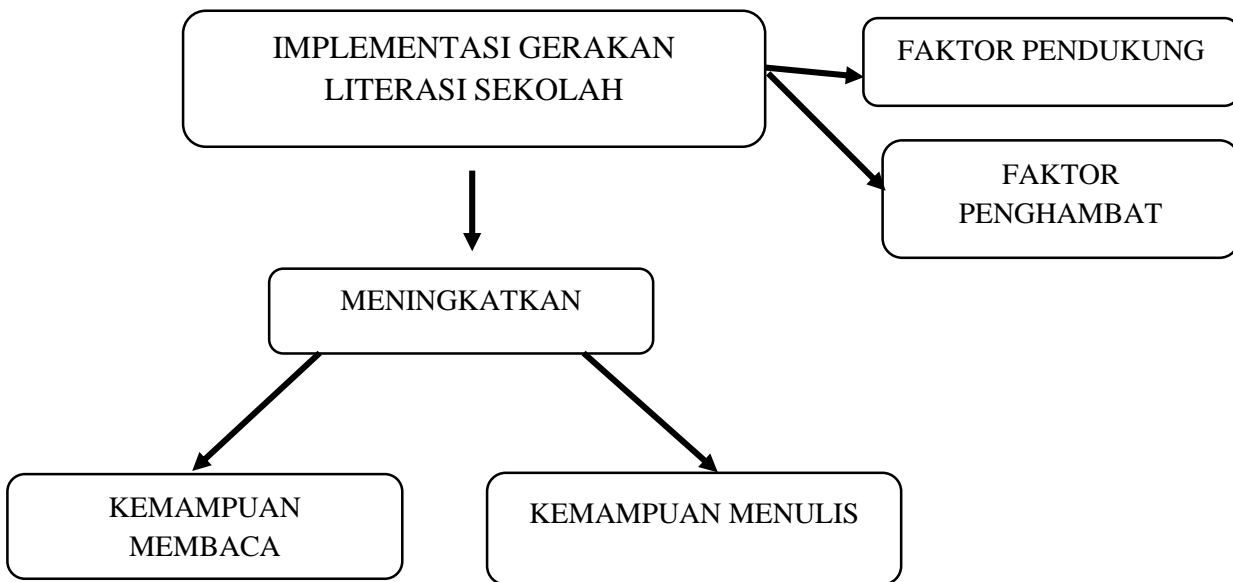 IMPLEMENTASI GERAKAN
LITERASI SEKOLAH
FAKTOR PENDUKUNG
FAKTOR
PENGHAMBAT
MENINGKATKAN
KEMAMPUAN
MEMBACA
KEMAMPUAN MENULIS